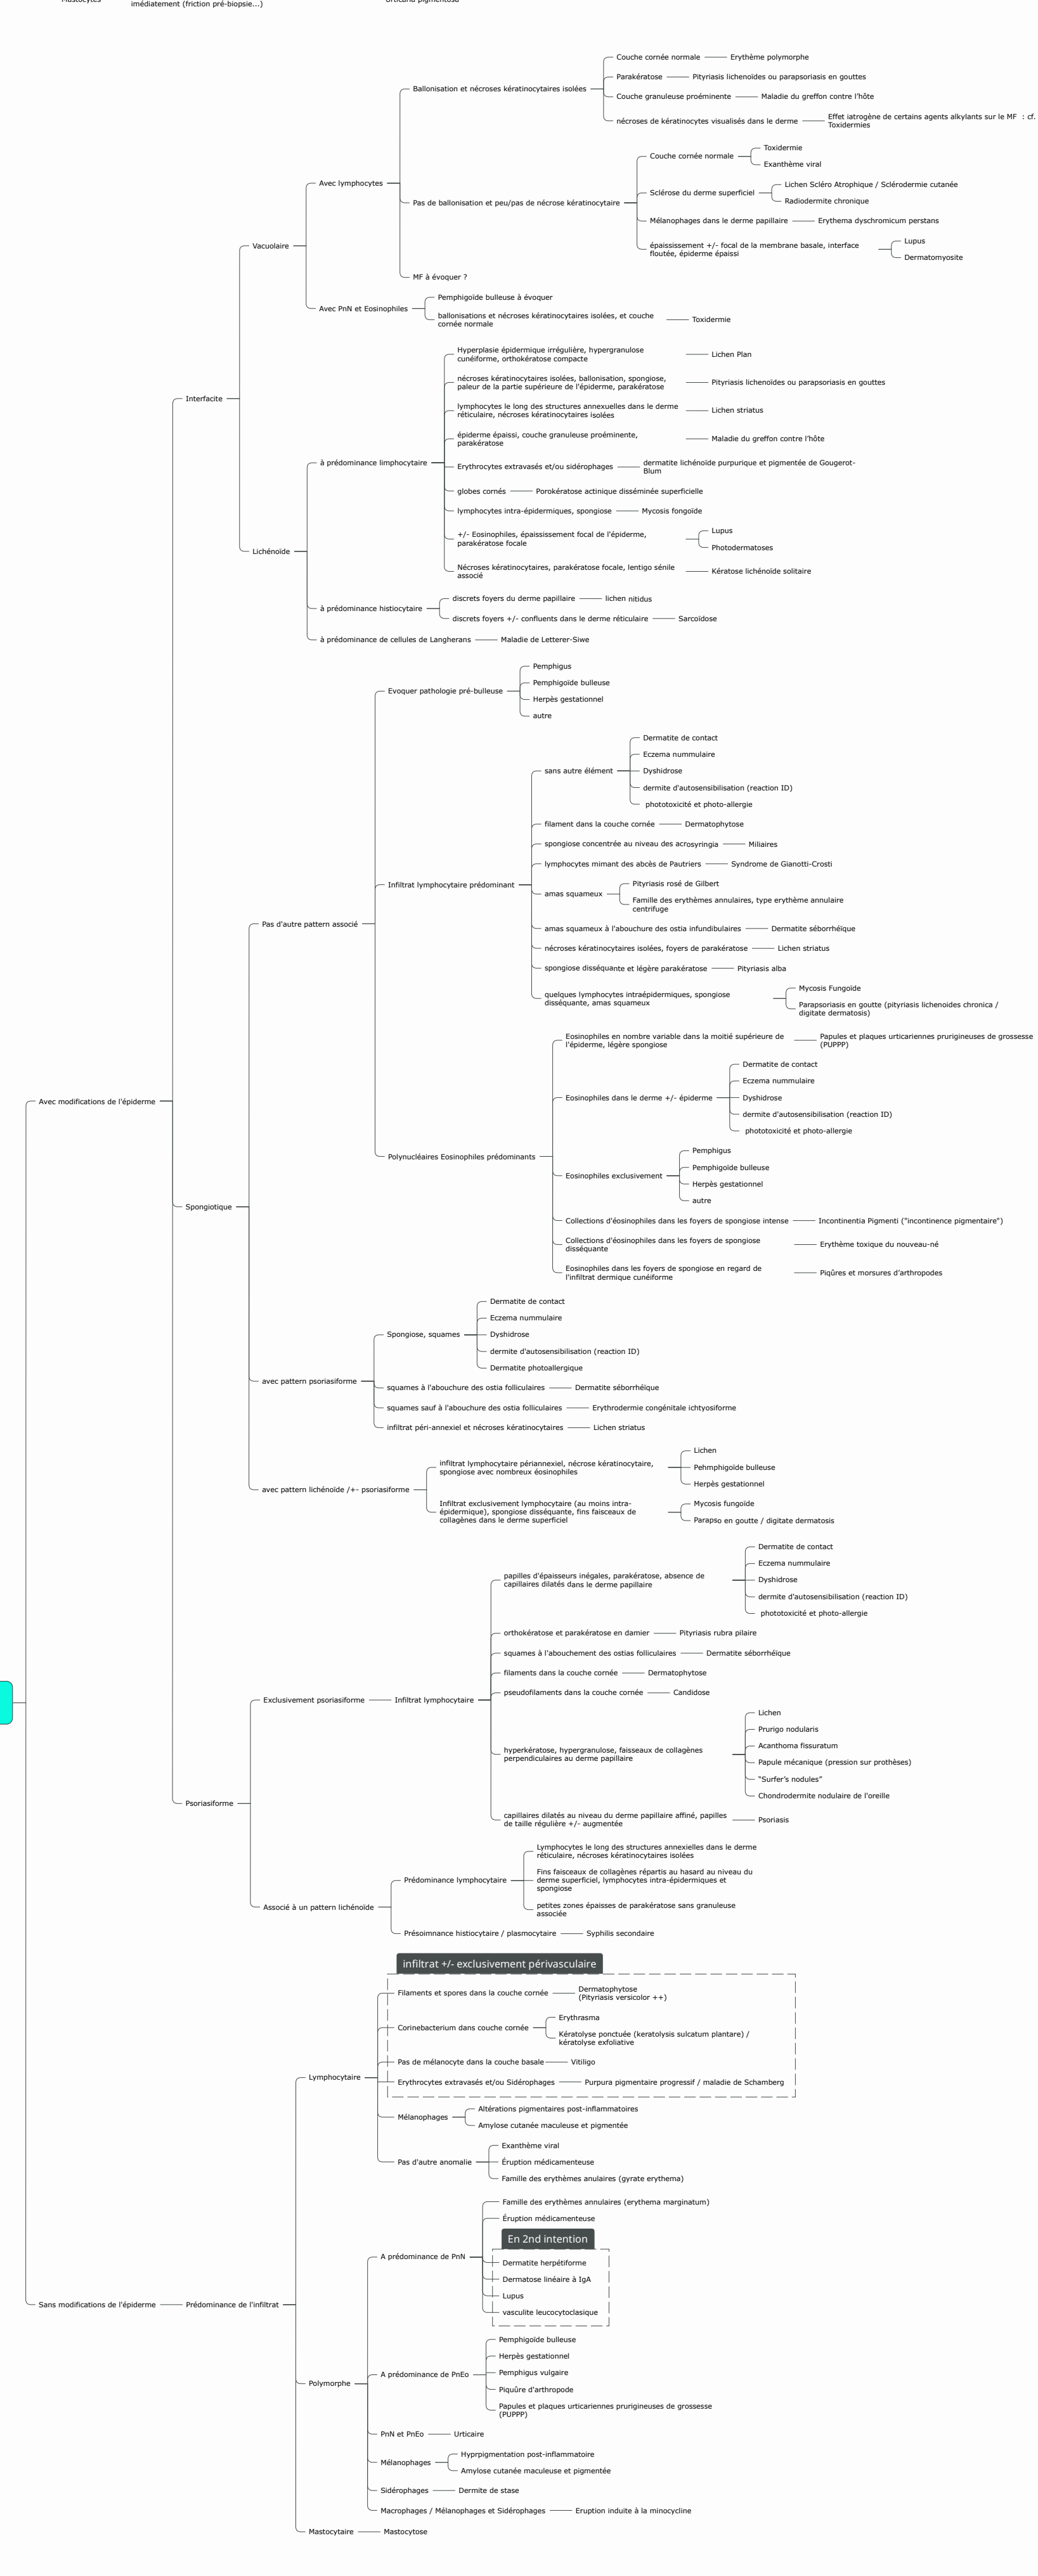 imédiatement (friction pré-biopsie...)
Couche cornée normale
Erythème polymorphe
Parakératose
Pityriasis lichenoïdes ou parapsoriasis en gouttes
Ballonisation et nécroses kératinocytaires isolées
Couche granuleuse proéminente
Maladie du greffon contre l'hôte
nécroses de kératinocytes visualisés dans le derme
Effet iatrogène de certains agents alkylants sur le MF : cf.
Toxidermies
Avec lymphocytes
Couche cornée normale
Toxidermie
Exanthème viral
Pas de ballonisation et peu/pas de nécrose kératinocytaire
Sclérose du derme superficiel
Lichen Scléro Atrophique / Sclérodermie cutanée
Radiodermite chronique
Mélanophages dans le derme papillaire
Erythema dyschromicum perstans
épaississement +/- focal de la membrane basale, interface
floutée, épiderme épaissi
Lupus
Dermatomyosite
Vacuolaire
MF à évoquer ?
Avec PnN et Eosinophiles
Pemphigoïde bulleuse à évoquer
ballonisations et nécroses kératinocytaires isolées, et couche
cornée normale
Toxidermie
Interfacite
Hyperplasie épidermique irrégulière, hypergranulose
cunéiforme, orthokératose compacte
Lichen Plan
nécroses kératinocytaires isolées, ballonisation, spongiose,
paleur de la partie supérieure de l'épiderme, parakératose
Pityriasis lichenoïdes ou parapsoriasis en gouttes
lymphocytes le long des structures annexuelles dans le derme
réticulaire, nécroses kératinocytaires isolées
Lichen striatus
épiderme épaissi, couche granuleuse proéminente,
parakératose
Maladie du greffon contre l'hôte
à prédominance limphocytaire
Erythrocytes extravasés et/ou sidérophages
dermatite lichénoïde purpurique et pigmentée de Gougerot-
Blum
globes cornés
Porokératose actinique disséminée superficielle
lymphocytes intra-épidermiques, spongiose
Mycosis fongoïde
+/- Eosinophiles, épaississement focal de l'épiderme,
parakératose focale
Lupus
Photodermatoses
Lichénoïde
Nécroses kératinocytaires, parakératose focale, lentigo sénile
associé
Kératose lichénoïde solitaire
à prédominance histiocytaire
discrets foyers du derme papillaire
lichen nitidus
discrets foyers +/- confluents dans le derme réticulaire
Sarcoïdose
à prédominance de cellules de Langherans
Maladie de Letterer-Siwe
Evoquer pathologie pré-bulleuse
Pemphigus
Pemphigoïde bulleuse
Herpès gestationnel
autre
sans autre élément
Dermatite de contact
Eczema nummulaire
Dyshidrose
dermite d'autosensibilisation (reaction ID)
phototoxicité et photo-allergie
filament dans la couche cornée
Dermatophytose
spongiose concentrée au niveau des acrosyringia
Miliaires
lymphocytes mimant des abcès de Pautriers
Syndrome de Gianotti-Crosti
Infiltrat lymphocytaire prédominant
amas squameux
Pityriasis rosé de Gilbert
Famille des erythèmes annulaires, type erythème annulaire
centrifuge
Pas d'autre pattern associé
amas squameux à l'abouchure des ostia infundibulaires
Dermatite séborrhéïque
nécroses kératinocytaires isolées, foyers de parakératose
Lichen striatus
spongiose disséquante et légère parakératose
Pityriasis alba
quelques lymphocytes intraépidermiques, spongiose
disséquante, amas squameux
Mycosis Fungoïde
Parapsoriasis en goutte (pityriasis lichenoides chronica /
digitate dermatosis)
Eosinophiles en nombre variable dans la moitié supérieure de
l'épiderme, légère spongiose
Papules et plaques urticariennes prurigineuses de grossesse
(PUPPP)
Avec modifications de l'épiderme
Eosinophiles dans le derme +/- épiderme
Dermatite de contact
Eczema nummulaire
Dyshidrose
dermite d'autosensibilisation (reaction ID)
phototoxicité et photo-allergie
Polynucléaires Eosinophiles prédominants
Eosinophiles exclusivement
Pemphigus
Pemphigoïde bulleuse
Herpès gestationnel
autre
Spongiotique
Collections d'éosinophiles dans les foyers de spongiose intense
Incontinentia Pigmenti ("incontinence pigmentaire")
Collections d'éosinophiles dans les foyers de spongiose
disséquante
Erythème toxique du nouveau-né
Eosinophiles dans les foyers de spongiose en regard de
l'infiltrat dermique cunéiforme
Piqûres et morsures d'arthropodes
Spongiose, squames
Dermatite de contact
Eczema nummulaire
Dyshidrose
dermite d'autosensibilisation (reaction ID)
Dermatite photoallergique
avec pattern psoriasiforme
squames à l'abouchure des ostia folliculaires
Dermatite séborrhéïque
squames sauf à l'abouchure des ostia folliculaires
Erythrodermie congénitale ichtyosiforme
infiltrat péri-annexiel et nécroses kératinocytaires
Lichen striatus
avec pattern lichénoïde /+- psoriasiforme
infiltrat lymphocytaire périannexiel, nécrose kératinocytaire,
spongiose avec nombreux éosinophiles
Lichen
Pehmphigoïde bulleuse
Herpès gestationnel
Infiltrat exclusivement lymphocytaire (au moins intra-
épidermique), spongiose disséquante, fins faisceaux de
collagènes dans le derme superficiel
Mycosis fungoïde
Parapso en goutte / digitate dermatosis
papilles d'épaisseurs inégales, parakératose, absence de
capillaires dilatés dans le derme papillaire
Dermatite de contact
Eczema nummulaire
Dyshidrose
dermite d'autosensibilisation (reaction ID)
phototoxicité et photo-allergie
orthokératose et parakératose en damier
Pityriasis rubra pilaire
squames à l'abouchement des ostias folliculaires
Dermatite séborrhéïque
filaments dans la couche cornée
Dermatophytose
pseudofilaments dans la couche cornée
Candidose
Exclusivement psoriasiforme
Infiltrat lymphocytaire
hyperkératose, hypergranulose, faisceaux de collagènes
perpendiculaires au derme papillaire
Lichen
Prurigo nodularis
Acanthoma fissuratum
Papule mécanique (pression sur prothèses)
"Surfer's nodules"
Chondrodermite nodulaire de l'oreille
Psoriasiforme
capillaires dilatés au niveau du derme papillaire affiné, papilles
de taille régulière +/- augmentée
Psoriasis
Associé à un pattern lichénoïde
Prédominance lymphocytaire
Lymphocytes le long des structures annexielles dans le derme
réticulaire, nécroses kératinocytaires isolées
Fins faisceaux de collagènes répartis au hasard au niveau du
derme superficiel, lymphocytes intra-épidermiques et
spongiose
petites zones épaisses de parakératose sans granuleuse
associée
Présoimnance histiocytaire / plasmocytaire
Syphilis secondaire
infiltrat +/- exclusivement périvasculaire
Filaments et spores dans la couche cornée
Dermatophytose
(Pityriasis versicolor ++)
Corinebacterium dans couche cornée
Erythrasma
Kératolyse ponctuée (keratolysis sulcatum plantare) /
kératolyse exfoliative
Pas de mélanocyte dans la couche basale
Vitiligo
Lymphocytaire
Erythrocytes extravasés et/ou Sidérophages
Purpura pigmentaire progressif / maladie de Schamberg
Mélanophages
Altérations pigmentaires post-inflammatoires
Amylose cutanée maculeuse et pigmentée
Pas d'autre anomalie
Exanthème viral
Éruption médicamenteuse
Famille des erythèmes anulaires (gyrate erythema)
A prédominance de PnN
Famille des erythèmes annulaires (erythema marginatum)
Éruption médicamenteuse
En 2nd intention
Dermatite herpétiforme
Dermatose linéaire à IgA
Lupus
vasculite leucocytoclasique
Sans modifications de l'épiderme
Prédominance de l'infiltrat
Polymorphe
A prédominance de PnEo
Pemphigoïde bulleuse
Herpès gestationnel
Pemphigus vulgaire
Piquûre d'arthropode
Papules et plaques urticariennes prurigineuses de grossesse
(PUPPP)
PnN et PnEo
Urticaire
Mélanophages
Hyprpigmentation post-inflammatoire
Amylose cutanée maculeuse et pigmentée
Sidérophages
Dermite de stase
Macrophages / Mélanophages et Sidérophages
Eruption induite à la minocycline
Mastocytaire
Mastocytose